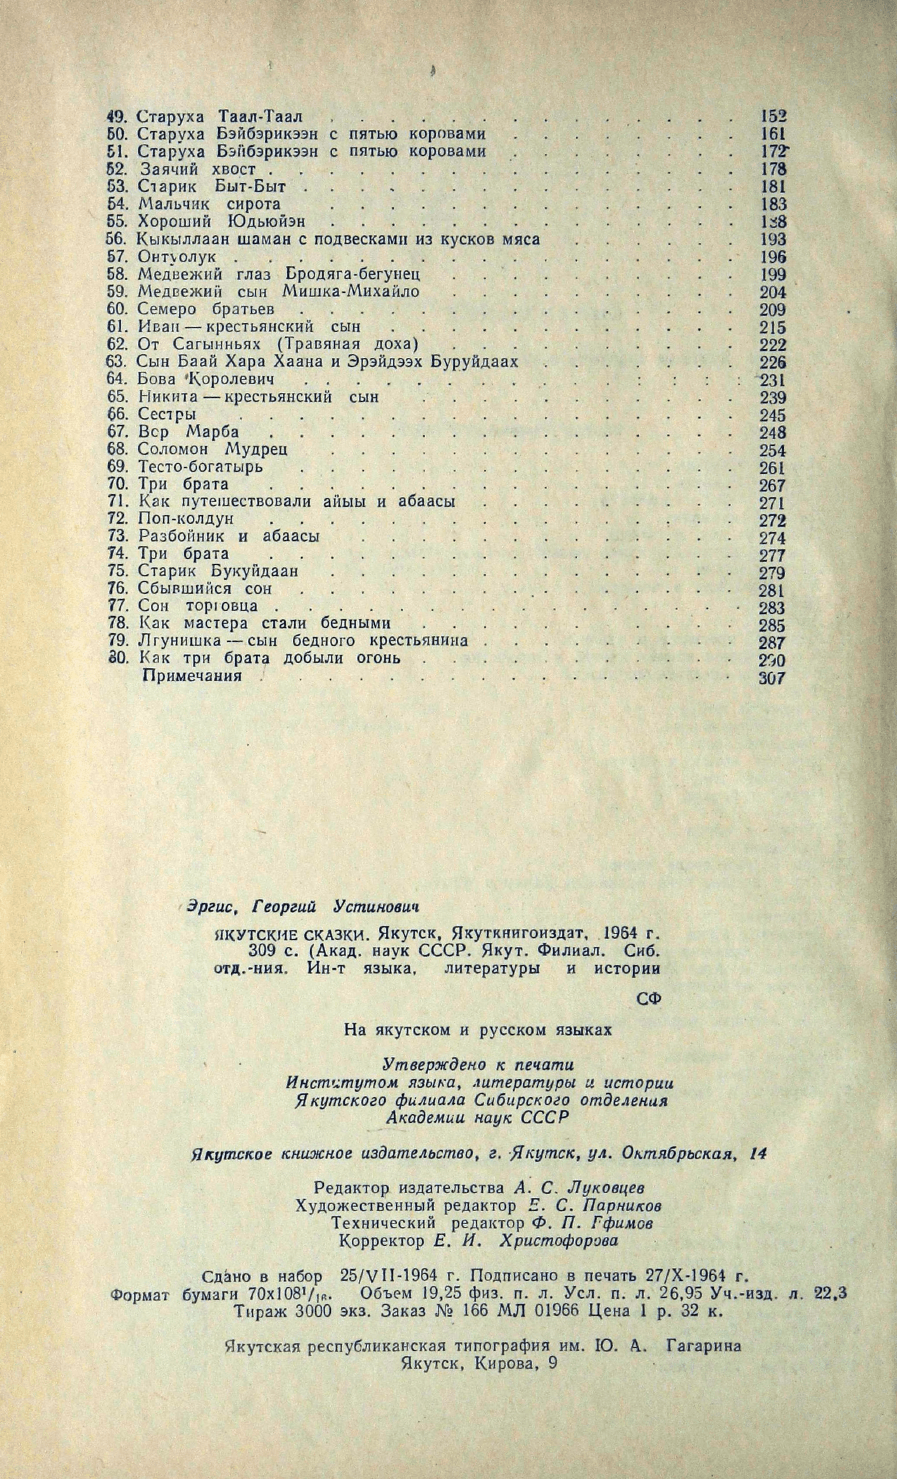 49. Старуха Таал-Таал . . . . . . . . . . . . . . 152
50. Старуха Бэйбэрикээн с пятью коровами . . . . . . . . 161
51. Старуха Бэйбэрикээн с пятью коровами . . . . . . . . 172
52. Заячий хвост . . . . . . . . . . . . . . . . 178
53. Старик Быт-Быт . . . . . . . . . . . . . . . 181
54. Мальчик сирота . . . . . . . . . . . . . . 183
55. Хороший Юдьюйэн . . . . . . . . . . . . . . 188
56. Кыкыллаан шаман с подвесками из кусков мяса . . . . . . 193
57. Онтуолук . . . . . . . . . . . . . . . . . 196
58. Медвежий глаз Бродяга-бегунец . . . . . . . . . . 199
59. Медвежий сын Мишка-Михайло . . . . . . . . . . 204
60. Семеро братьев . . . . . . . . . . . . . . . 209
61. Иван — крестьянский сын . . . . . . . . . . . . 215
62. От Сагынньях (Травяная доха) . . . . . . . . . . 222
63. Сын Баай Хара Хаана и Эрэйдээх Буруйдаах . . . . . . . 226
64. Бова Королевич . . . . . . . . . . . . . . . 231
65. Никита — крестьянский сын . . . . . . . . . . . 239
66. Сестры . . . . . . . . . . . . . . . . . 245
67. Вор Марба . . . . . . . . . . . . . . . . 248
68. Соломон Мудрец . . . . . . . . . . . . . . 254
69. Тесто-богатырь . . . . . . . . . . . . . . . 261
70. Три брата . . . . . . . . . . . . . . . . 267
71. Как путешествовали айыы и абаасы . . . . . . . . . 271
72. Поп-колдун . . . . . . . . . . . . . . . . 272
73. Разбойник и абаасы . . . . . . . . . . . . . 274
74. Три брата . . . . . . . . . . . . . . . . 277
75. Старик Букуйдаан . . . . . . . . . . . . . . 279
76. Сбывшийся сон . . . . . . . . . . . . . . . 281
77. Сон торговца . . . . . . . . . . . . . . . . 283
78. Как мастера стали бедными . . . . . . . . . . 285
79. Лгунишка — сын бедного крестьянина . . . . . . . . . 287
80. Как три брата добыли огонь . . . . . . . . . . . 290
Примечания . . . . . . . . . . . . . . . . 307
Эргис, Георгий Устинович
ЯКУТСКИЕ СКАЗКИ. Якутск, Якуткнигоиздат, 1964 г.
309 с. (Акад. наук СССР. Якут. Филиал. Сиб.
отд.-ния. Ин-т языка, литературы и истории
СФ
На якутском и русском языках
Утверждено к печати
Институтом языка, литературы и истории
Якутского филиала Сибирского отделения
Академии наук СССР
Якутское книжное издательство, г. Якутск, ул. Октябрьская, 14
Редактор издательства А. С. Луковцев
Художественный редактор Е. С. Парников
Технический редактор Ф. П. Ефимов
Корректор Е. И. Христофорова
Сдано в набор 25/VII-1964 г. Подписано в печать 27/X-1964 г.
Формат бумаги 70х108¹/₁₆. Объем 19,25 физ. п. л. Усл. п. л. 26,95 Уч.-изд. л. 22,3
Тираж 3000 экз. Заказ № 166 МЛ 01966 Цена 1 р. 32 к.
Якутская республиканская типография им. Ю. А. Гагарина
Якутск, Кирова, 9